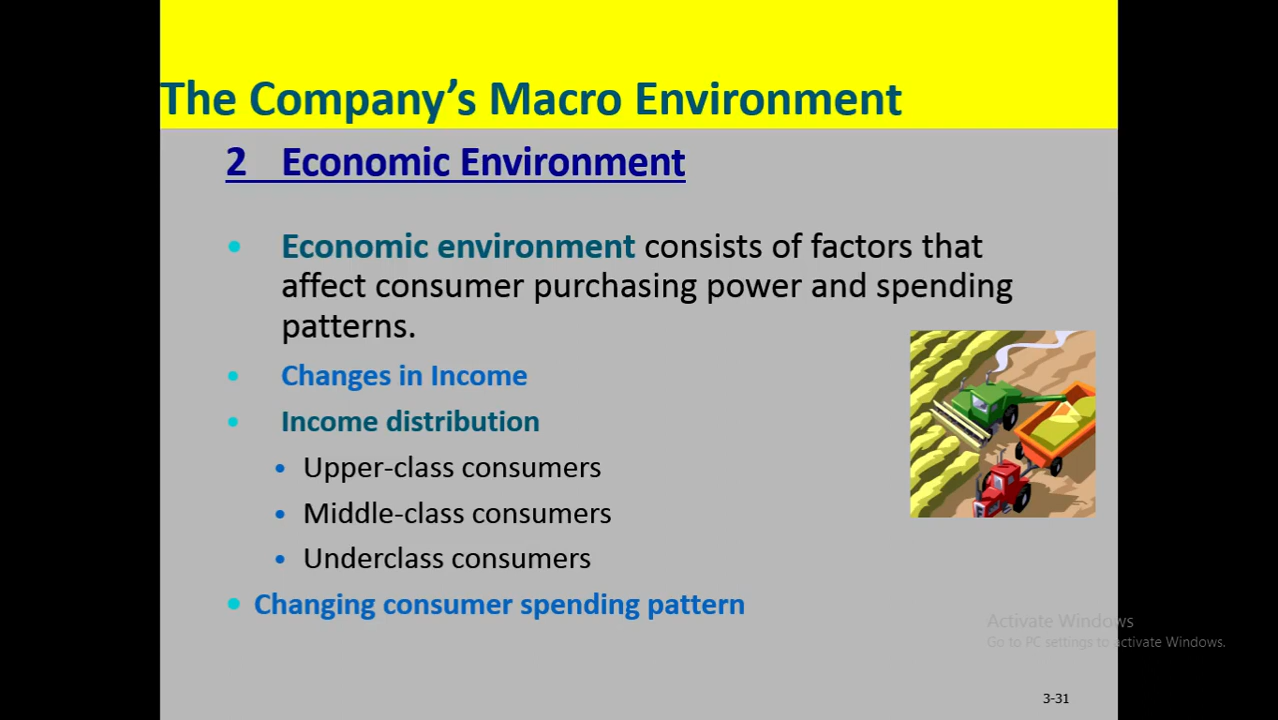 The Company’s Macro Environment
2 Economic Environment
• Economic environment consists of factors that
affect consumer purchasing power and spending
patterns.
• Changes in Income
• Income distribution
• Upper-class consumers
• Middle-class consumers
• Underclass consumers
• Changing consumer spending pattern
Activate Windows
Go to PC settings to activate Windows.
3-31